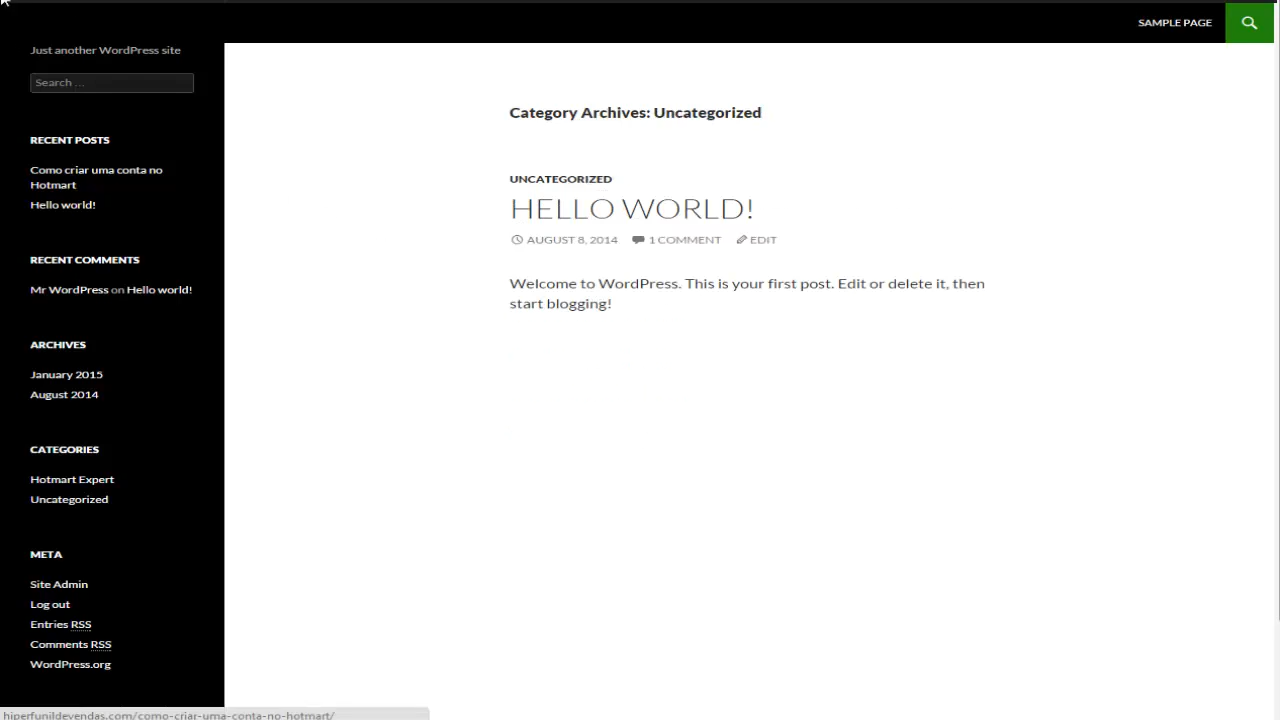 SAMPLE PAGE
Just another WordPress site
Search ...
RECENT POSTS
Como criar uma conta no
Hotmart
Hello world!
RECENT COMMENTS
Mr WordPress on Hello world!
ARCHIVES
January 2015
August 2014
CATEGORIES
Hotmart Expert
Uncategorized
META
Site Admin
Log out
Entries RSS
Comments RSS
WordPress.org
Category Archives: Uncategorized
UNCATEGORIZED
HELLO WORLD!
AUGUST 8, 2014 1 COMMENT EDIT
Welcome to WordPress. This is your first post. Edit or delete it, then
start blogging!
hiperfunildevendas.com/como-criar-uma-conta-no-hotmart/